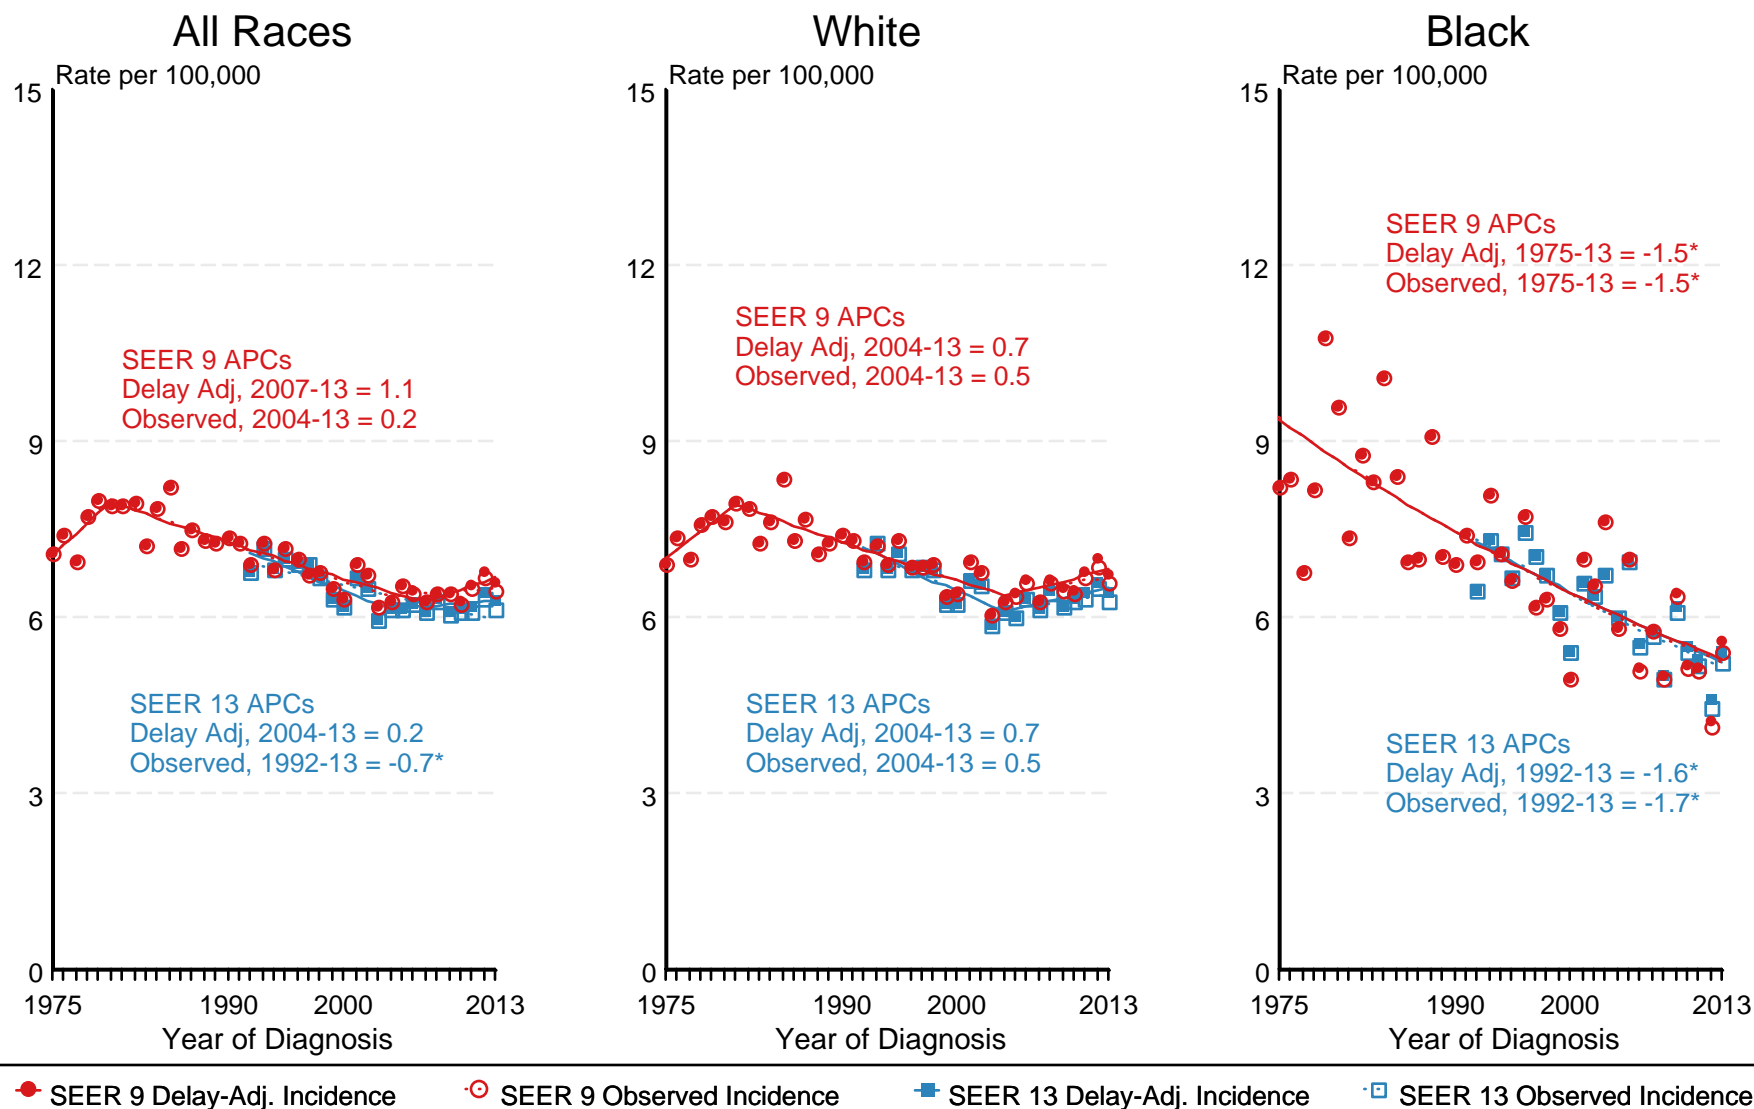 All Races
Rate per 100,000
15
12
9
6
3
0
SEER 9 APCs
Delay Adj, 2007-13 = 1.1
Observed, 2004-13 = 0.2
SEER 13 APCs
Delay Adj, 2004-13 = 0.2
Observed, 1992-13 = -0.7*
1975 1990 2000 2013
Year of Diagnosis
White
Rate per 100,000
15
12
9
6
3
0
SEER 9 APCs
Delay Adj, 2004-13 = 0.7
Observed, 2004-13 = 0.5
SEER 13 APCs
Delay Adj, 2004-13 = 0.7
Observed, 2004-13 = 0.5
1975 1990 2000 2013
Year of Diagnosis
Black
Rate per 100,000
15
12
9
6
3
0
SEER 9 APCs
Delay Adj, 1975-13 = -1.5*
Observed, 1975-13 = -1.5*
SEER 13 APCs
Delay Adj, 1992-13 = -1.6*
Observed, 1992-13 = -1.7*
1975 1990 2000 2013
Year of Diagnosis
SEER 9 Delay-Adj. Incidence SEER 9 Observed Incidence SEER 13 Delay-Adj. Incidence SEER 13 Observed Incidence